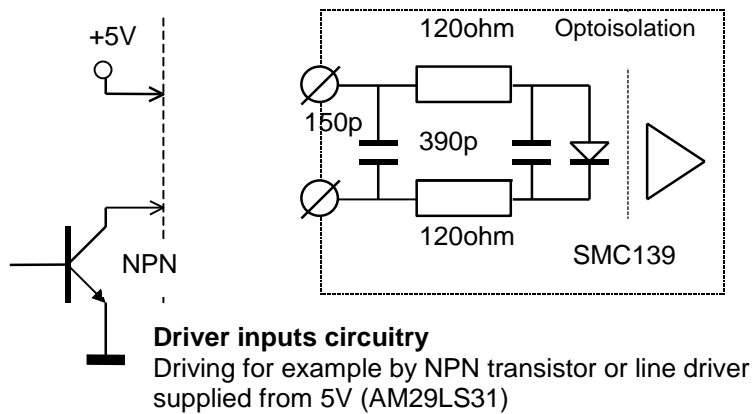 120ohm
Optoisolation
+5V
150p
390p
120ohm
NPN
SMC139
Driver inputs circuitry
Driving for example by NPN transistor or line driver
supplied from 5V (AM29LS31)